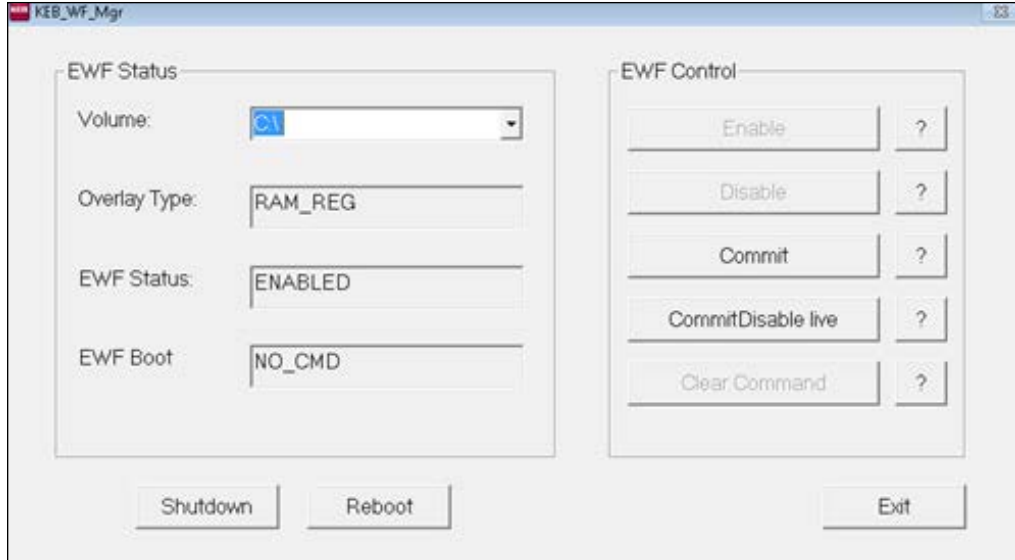 KEB KEB_WF_Mgr
EWF Status
Volume:
C:\
Overlay Type:
RAM_REG
EWF Status:
ENABLED
EWF Boot
NO_CMD
EWF Control
Enable ?
Disable ?
Commit ?
CommitDisable live ?
Clear Command ?
Shutdown
Reboot
Exit